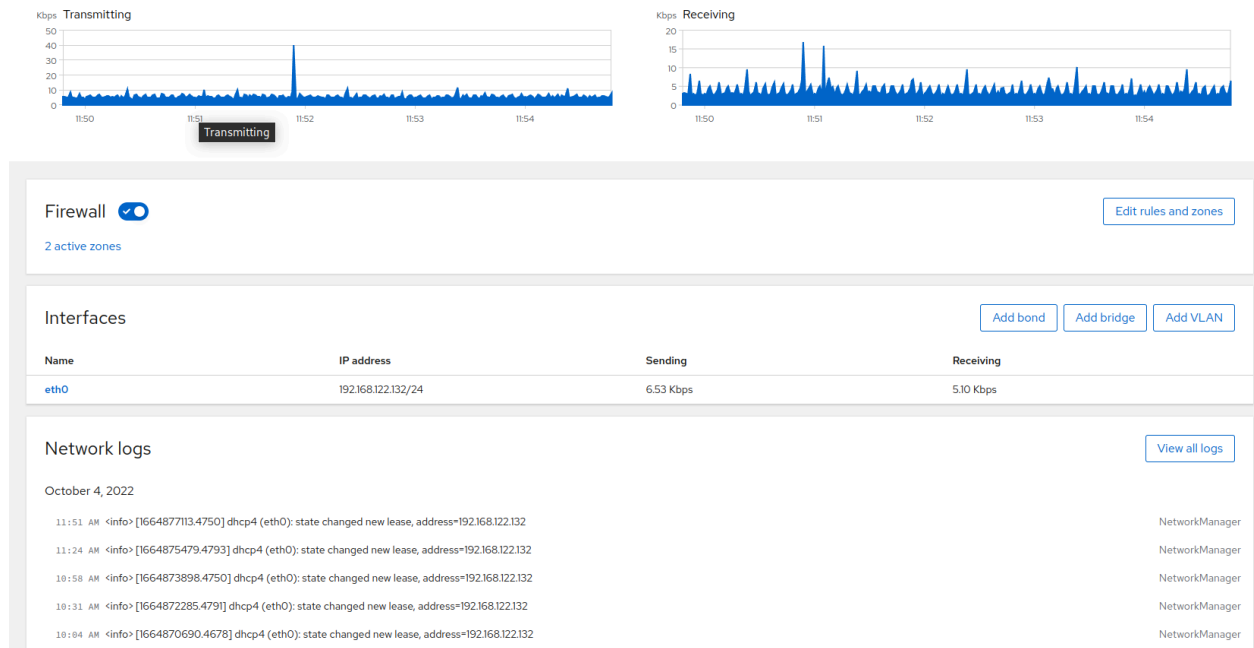 Kbps Transmitting
50
40
30
20
10
0
11:50 11:51 11:52 11:53 11:54
Transmitting
Kbps Receiving
20
15
10
5
0
11:50 11:51 11:52 11:53 11:54
Firewall
Edit rules and zones
2 active zones
Interfaces
Add bond Add bridge Add VLAN
Name IP address Sending Receiving
eth0 192.168.122.132/24 6.53 Kbps 5.10 Kbps
Network logs
View all logs
October 4, 2022
11:51 AM <info> [1664877113.4750] dhcp4 (eth0): state changed new lease, address=192.168.122.132 NetworkManager
11:24 AM <info> [1664875479.4793] dhcp4 (eth0): state changed new lease, address=192.168.122.132 NetworkManager
10:58 AM <info> [1664873898.4750] dhcp4 (eth0): state changed new lease, address=192.168.122.132 NetworkManager
10:31 AM <info> [1664872285.4791] dhcp4 (eth0): state changed new lease, address=192.168.122.132 NetworkManager
10:04 AM <info> [1664870690.4678] dhcp4 (eth0): state changed new lease, address=192.168.122.132 NetworkManager